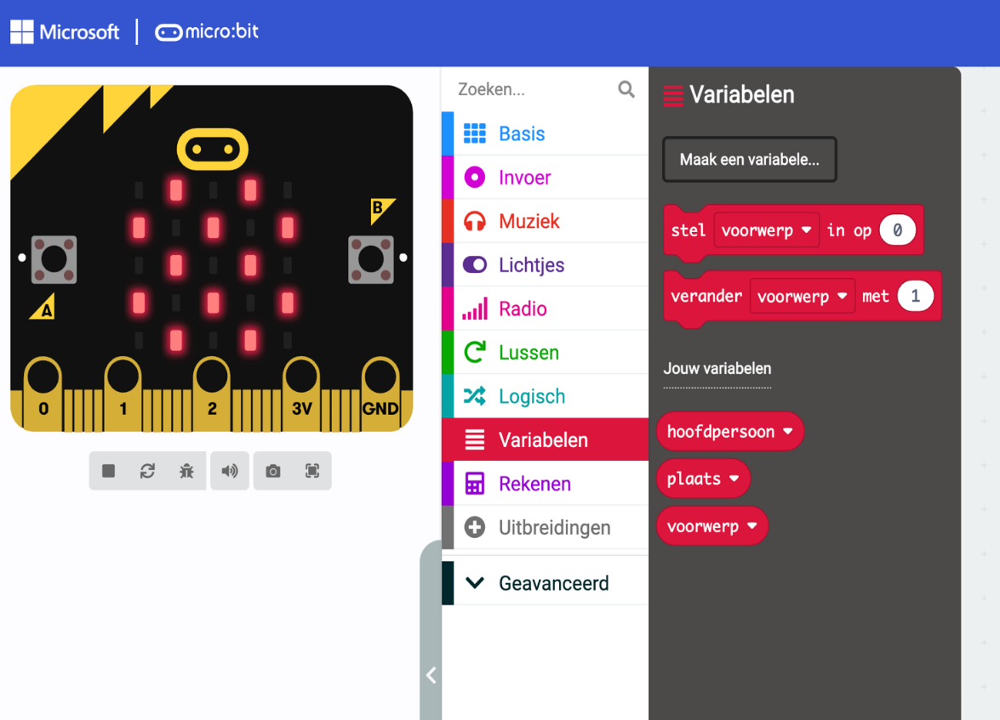 Microsoft | micro:bit
B
A
0 1 2 3V GND
Zoeken...
Basis
Invoer
Muziek
Lichtjes
Radio
Lussen
Logisch
Variabelen
Rekenen
Uitbreidingen
Geavanceerd
Variabelen
Maak een variabele...
stel voorwerp in op 0
verander voorwerp met 1
Jouw variabelen
hoofdpersoon
plaats
voorwerp